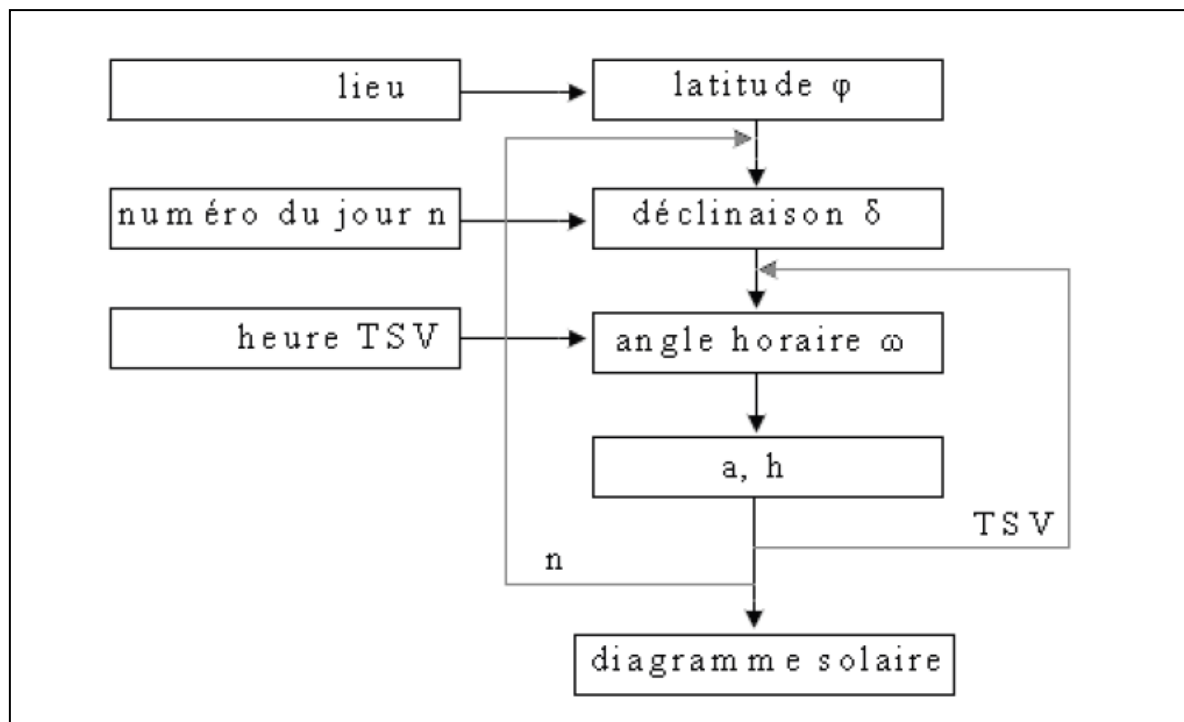 lieu
latitude φ
numéro du jour n
déclinaison δ
heure TSV
angle horaire ω
a, h
TSV
n
diagramme solaire